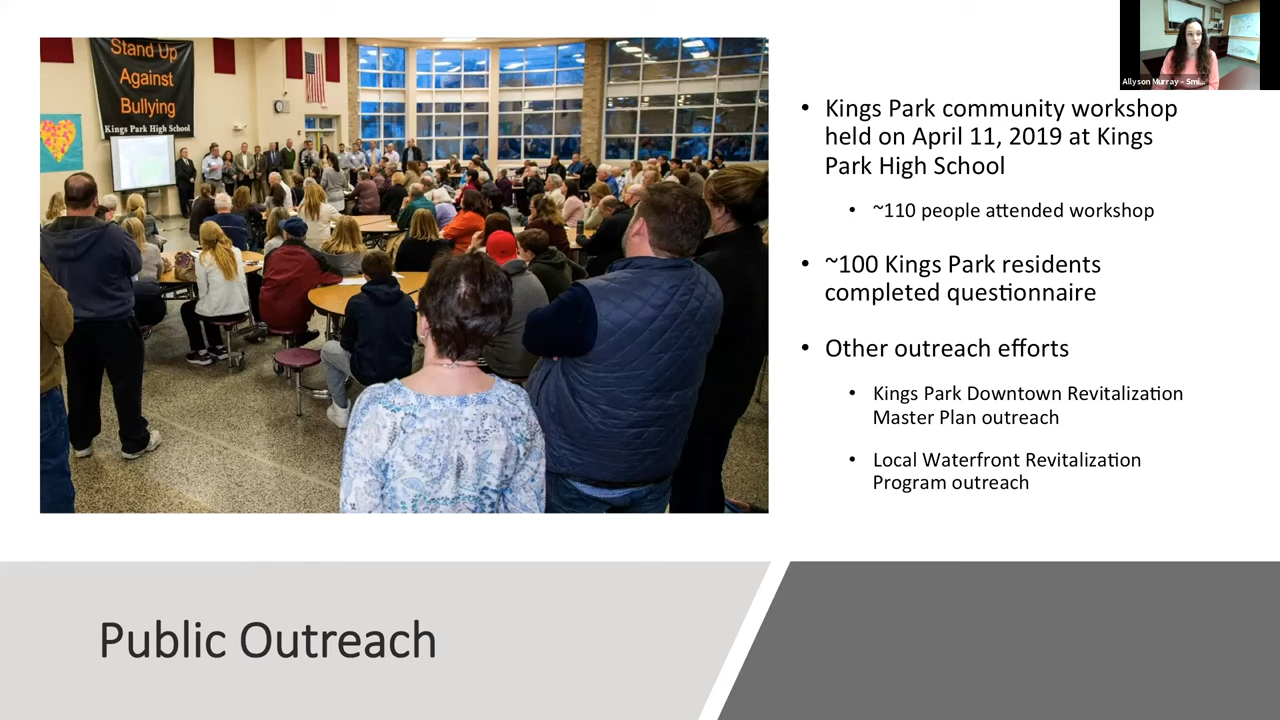 Stand Up
Against
Bullying
Kings Park High School
Allyson Murray - Smi...
• Kings Park community workshop
held on April 11, 2019 at Kings
Park High School
• ~110 people attended workshop
• ~100 Kings Park residents
completed questionnaire
• Other outreach efforts
• Kings Park Downtown Revitalization
Master Plan outreach
• Local Waterfront Revitalization
Program outreach
Public Outreach